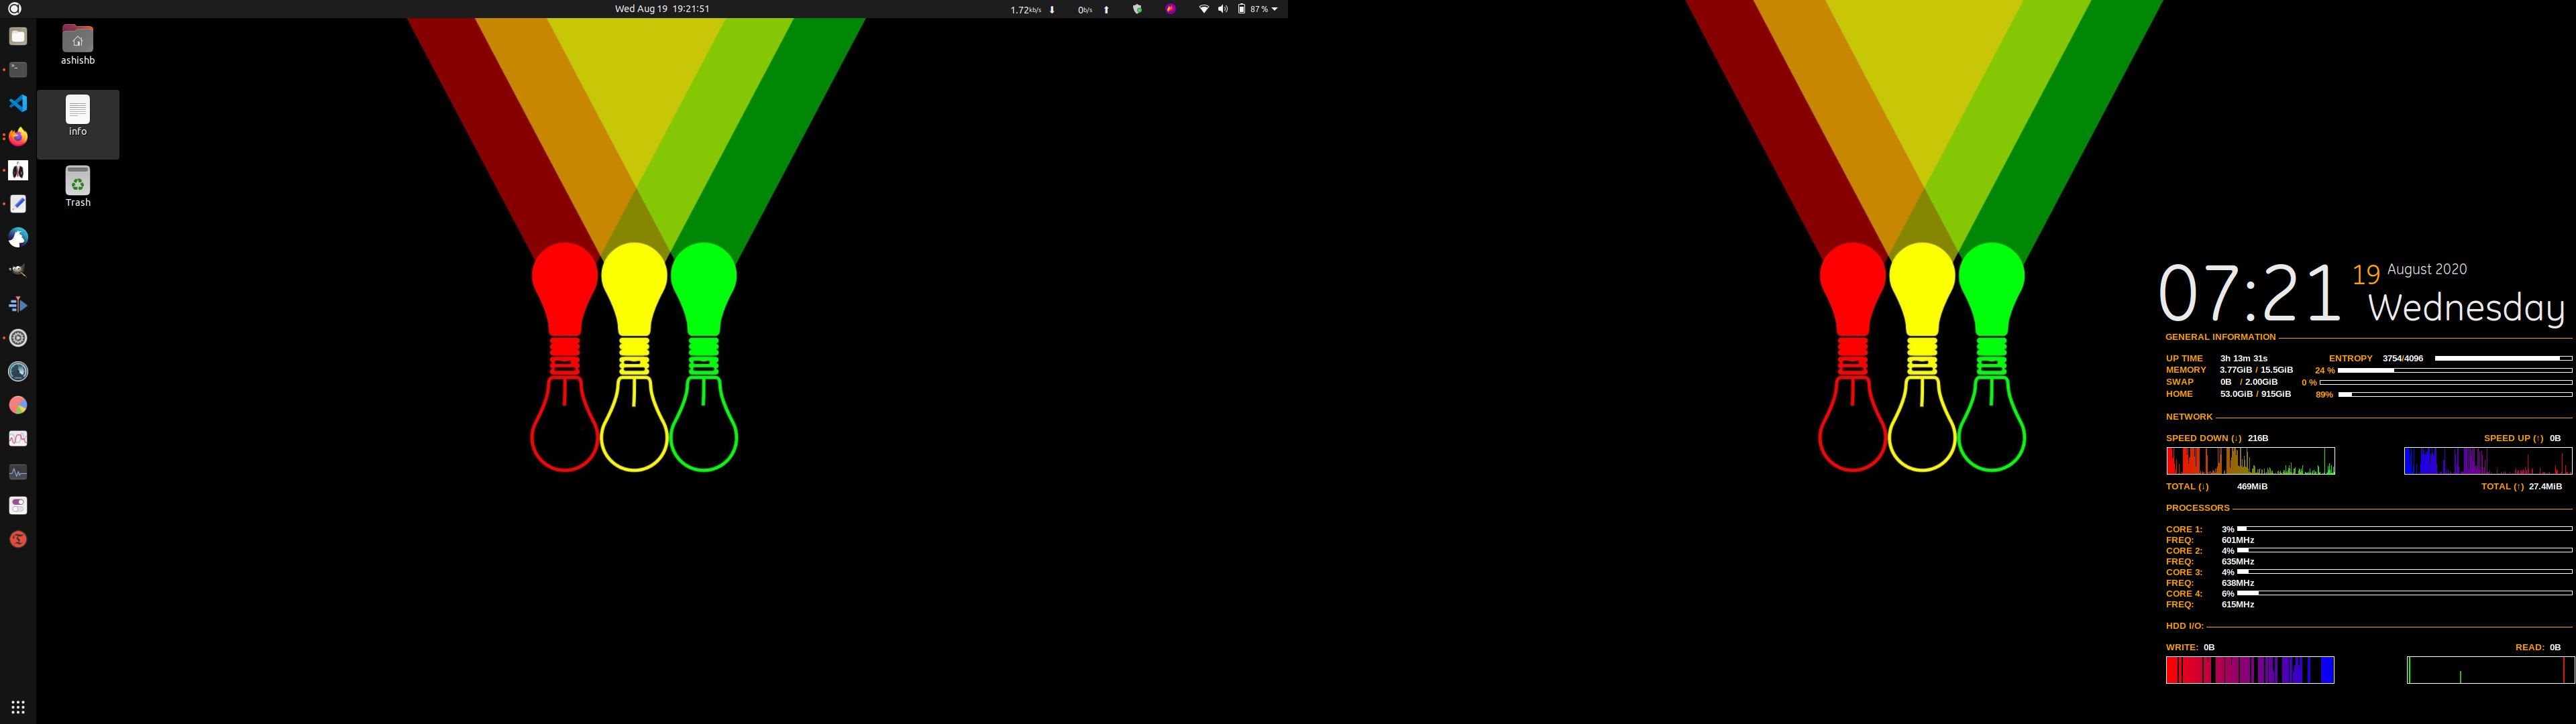 Wed Aug 19 19:21:51
1.72kb/s ⬇ 0b/s ⬆ 87 %
ashishb
info
Trash
07:21 19 August 2020
Wednesday
GENERAL INFORMATION
UP TIME 3h 13m 31s ENTROPY 3754/4096
MEMORY 3.77GiB / 15.5GiB 24 %
SWAP 0B / 2.00GiB 0 %
HOME 53.0GiB / 915GiB 89%
NETWORK
SPEED DOWN (↓) 216B SPEED UP (↑) 0B
TOTAL (↓) 469MiB TOTAL (↑) 27.4MiB
PROCESSORS
CORE 1: 3%
FREQ: 601MHz
CORE 2: 4%
FREQ: 635MHz
CORE 3: 4%
FREQ: 638MHz
CORE 4: 6%
FREQ: 615MHz
HDD I/O:
WRITE: 0B READ: 0B